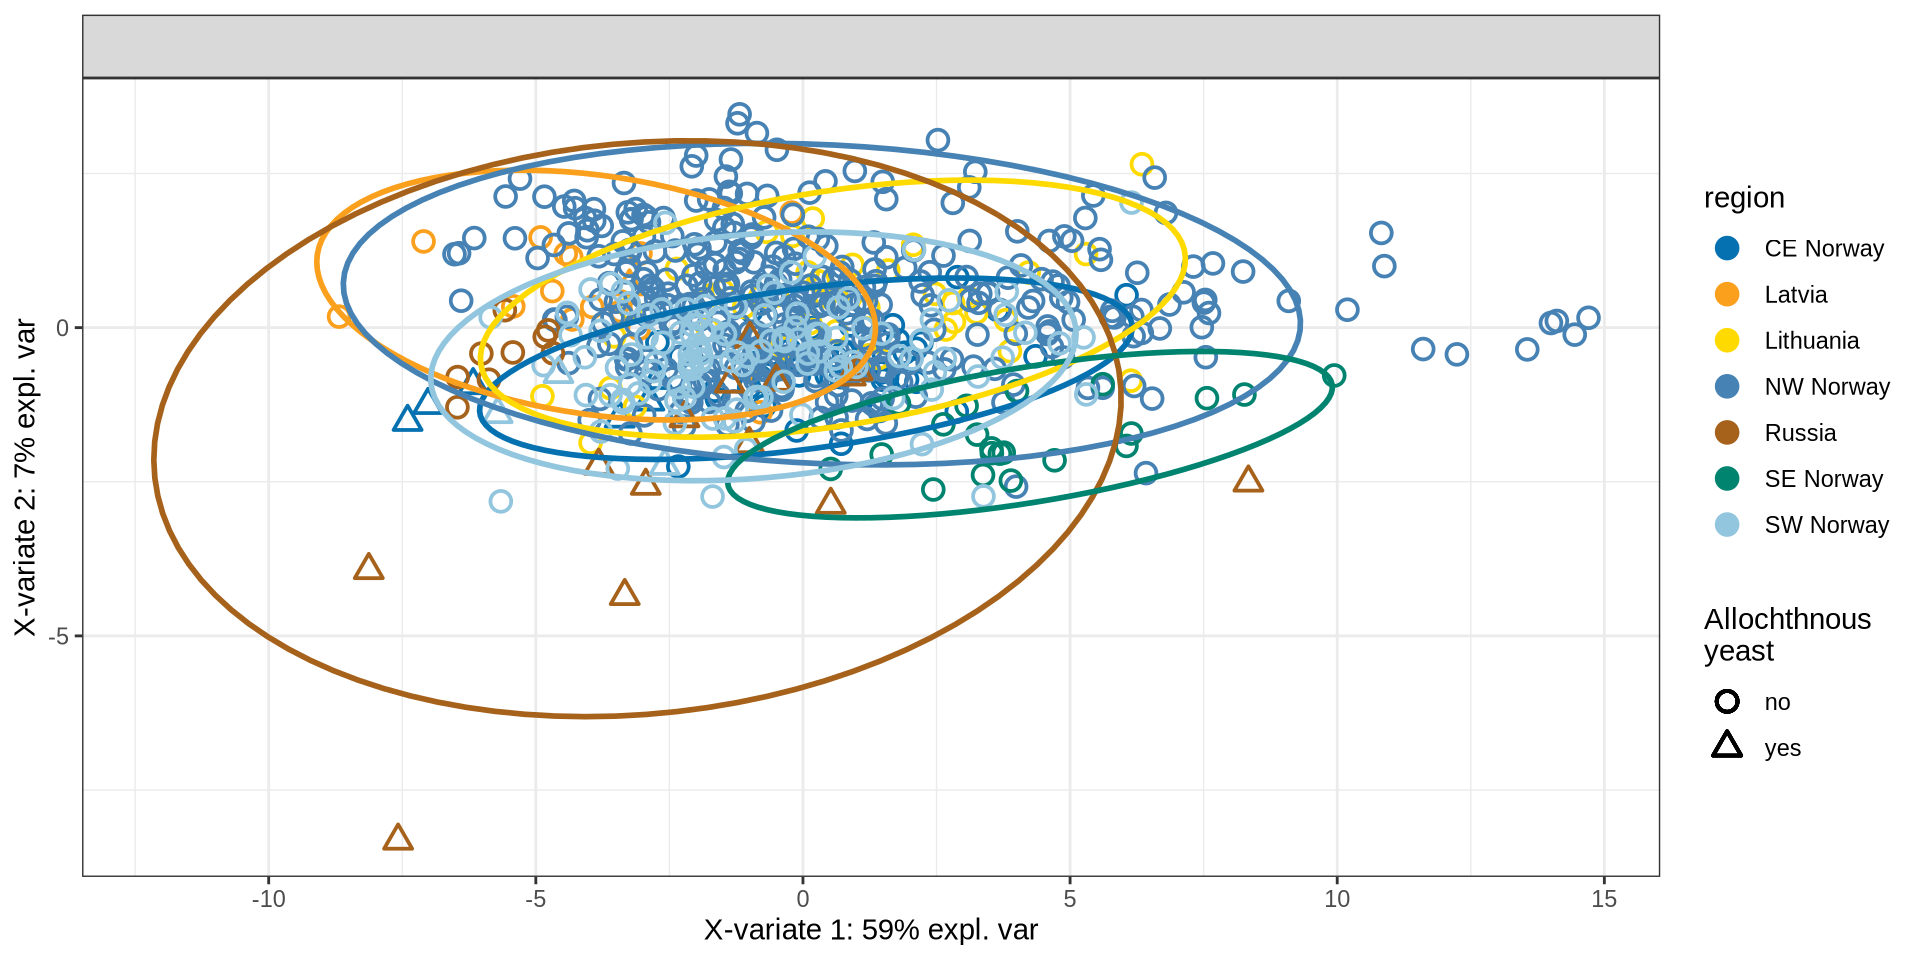 region
CE Norway
Latvia
Lithuania
NW Norway
Russia
SE Norway
SW Norway
Allochthnous
yeast
no
yes
X-variate 2: 7% expl. var
0
-5
-10
-5
0
5
10
15
X-variate 1: 59% expl. var